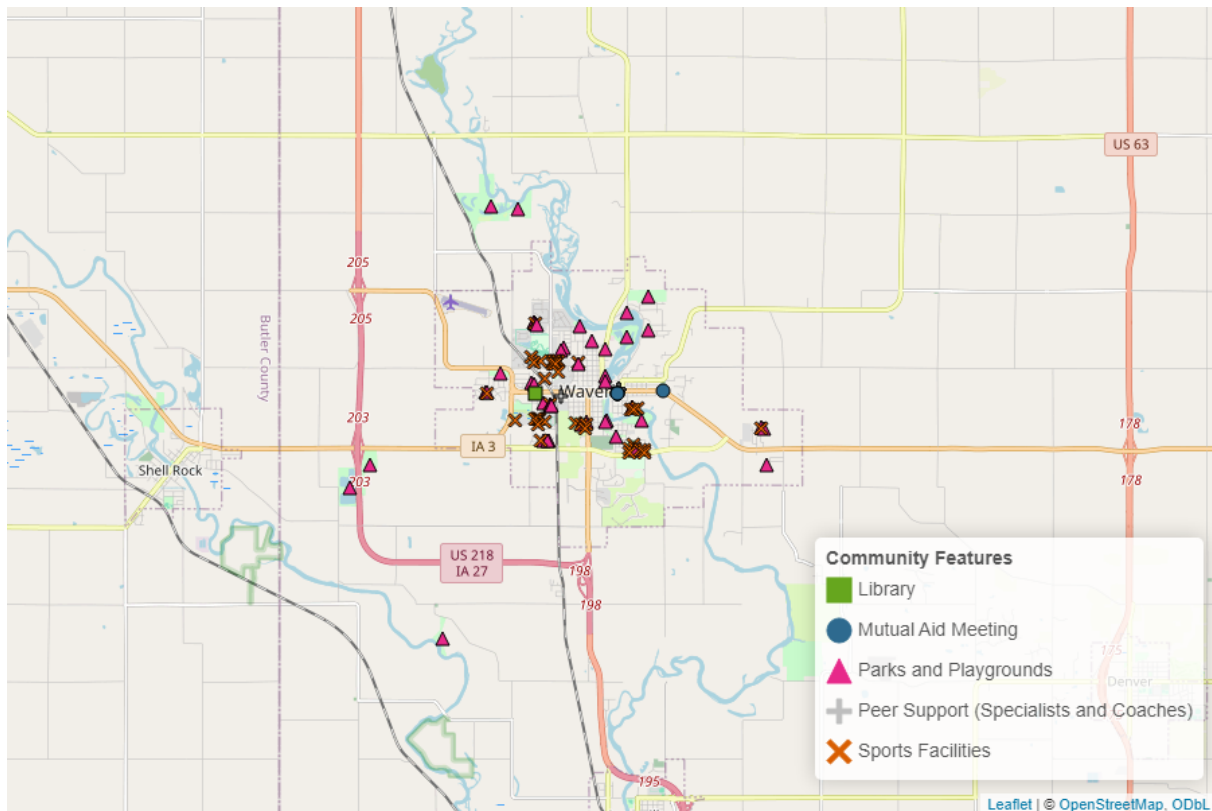 US 63
205
205
Butler County
Waver
203
178
IA 3
Shell Rock
203
178
US 218
IA 27
198
198
Community Features
Library
Mutual Aid Meeting
Parks and Playgrounds
Peer Support (Specialists and Coaches)
Sports Facilities
175
Denver
195
Leaflet | © OpenStreetMap, ODbL